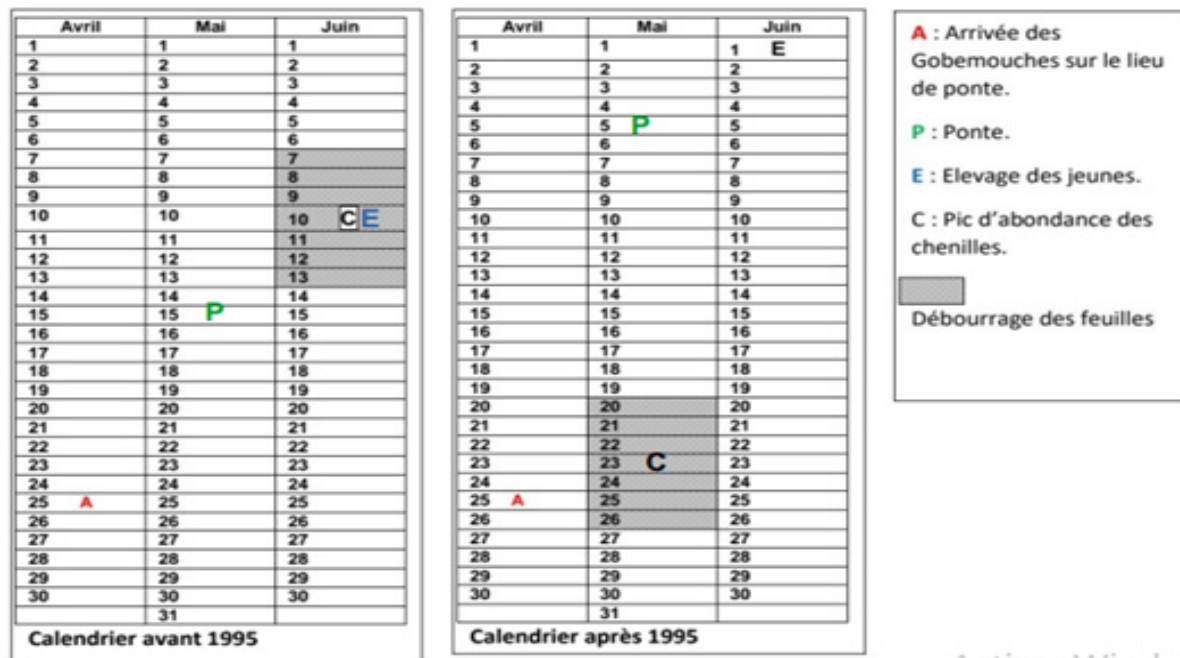 Avril Mai Juin
1 1 1
2 2 2
3 3 3
4 4 4
5 5 5
6 6 6
7 7 7
8 8 8
9 9 9
10 10 10 C E
11 11 11
12 12 12
13 13 13
14 14 14
15 15 P 15
16 16 16
17 17 17
18 18 18
19 19 19
20 20 20
21 21 21
22 22 22
23 23 23
24 24 24
25 A 25 25
26 26 26
27 27 27
28 28 28
29 29 29
30 30 30
31
Calendrier avant 1995
Avril Mai Juin
1 1 1 E
2 2 2
3 3 3
4 4 4
5 5 P 5
6 6 6
7 7 7
8 8 8
9 9 9
10 10 10
11 11 11
12 12 12
13 13 13
14 14 14
15 15 15
16 16 16
17 17 17
18 18 18
19 19 19
20 20 20
21 21 21
22 22 22
23 23 C 23
24 24 24
25 A 25 25
26 26 26
27 27 27
28 28 28
29 29 29
30 30 30
31
Calendrier après 1995
A : Arrivée des
Gobemouches sur le lieu
de ponte.
P : Ponte.
E : Elevage des jeunes.
C : Pic d'abondance des
chenilles.
Débourrage des feuilles